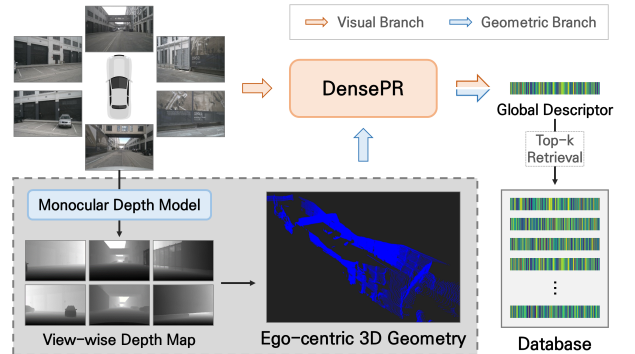 Visual Branch
Geometric Branch
DensePR
Global Descriptor
Top-k
Retrieval
Monocular Depth Model
View-wise Depth Map
Ego-centric 3D Geometry
Database